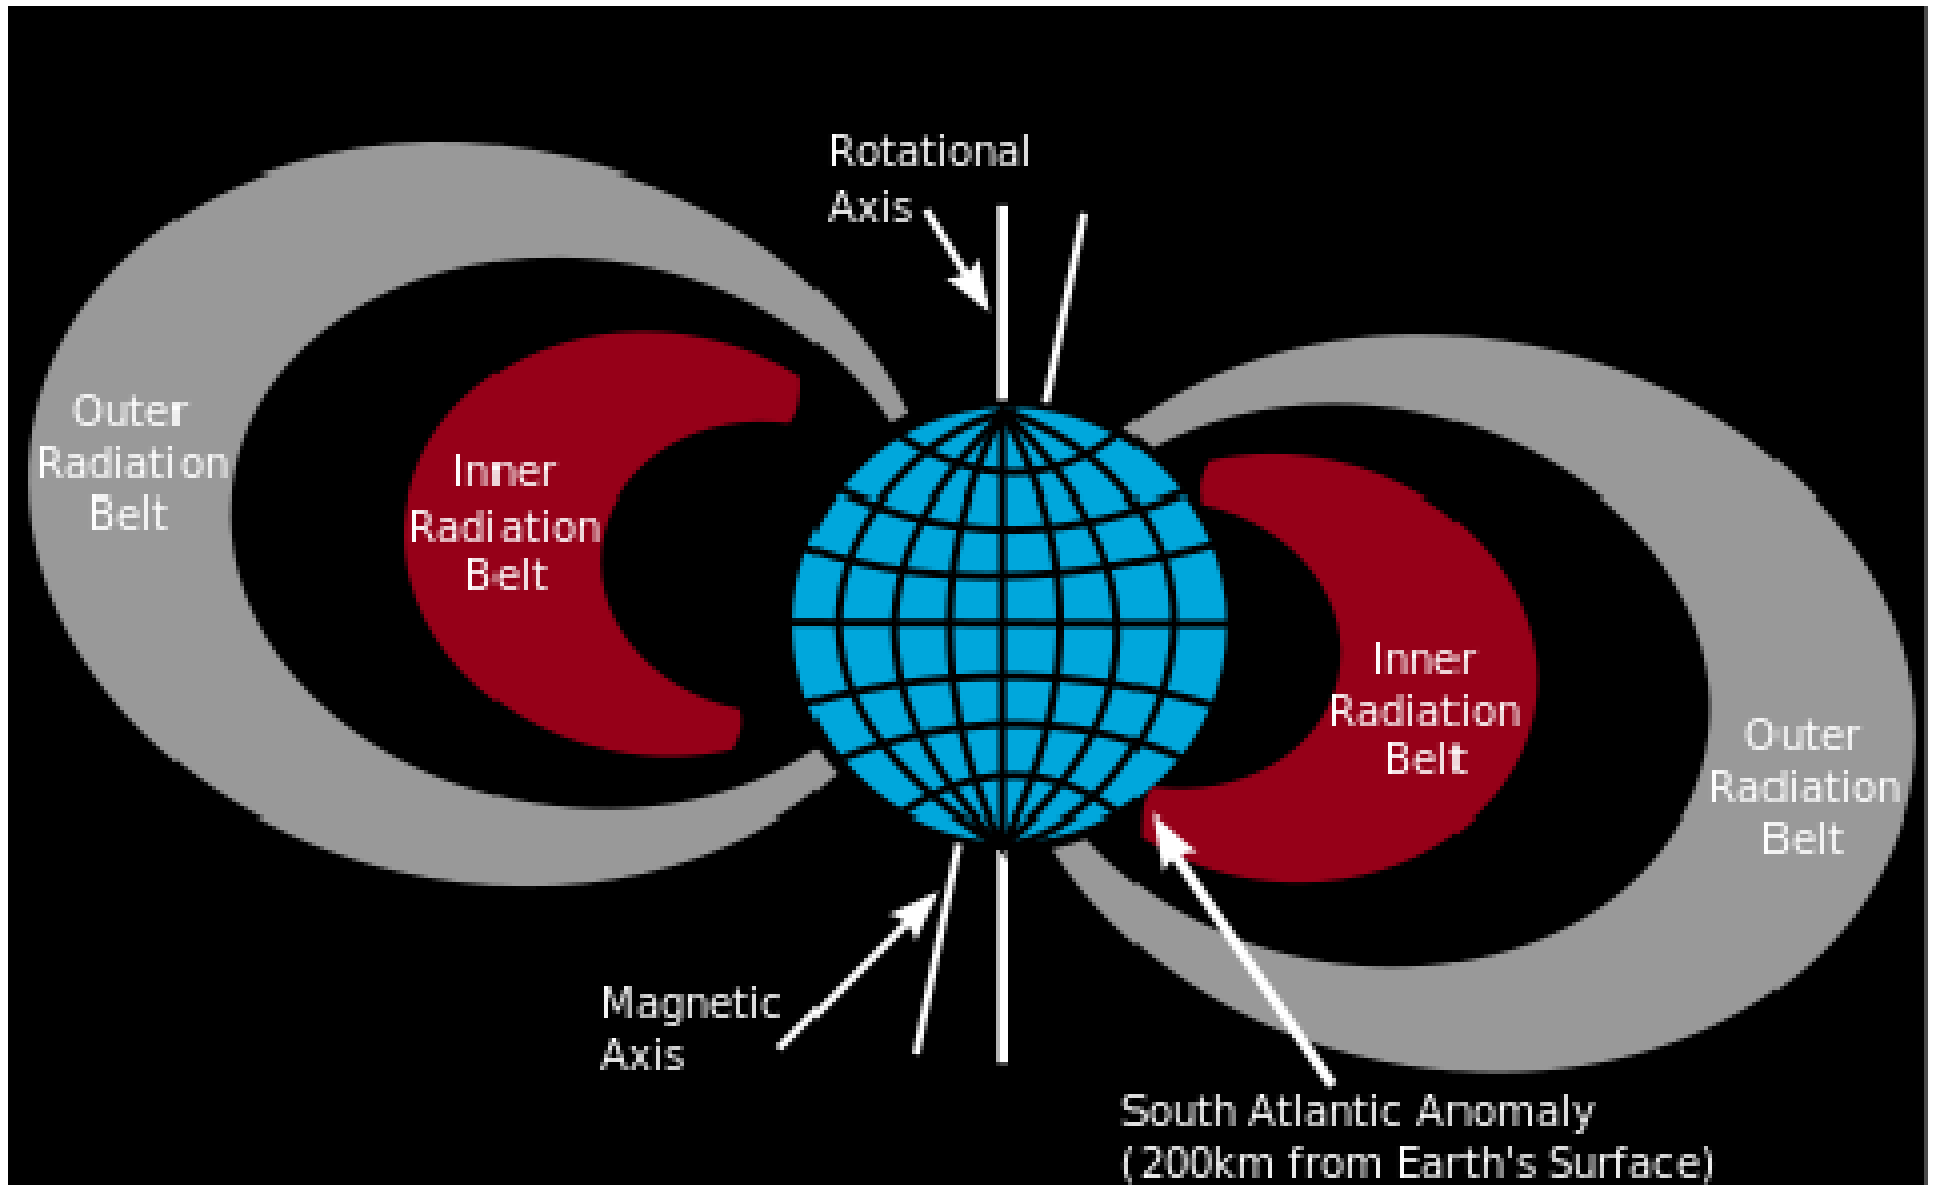 Rotational
Axis
Outer
Radiation
Belt
Inner
Radiation
Belt
Inner
Radiation
Belt
Outer
Radiation
Belt
Magnetic
Axis
South Atlantic Anomaly
(200km from Earth's Surface)